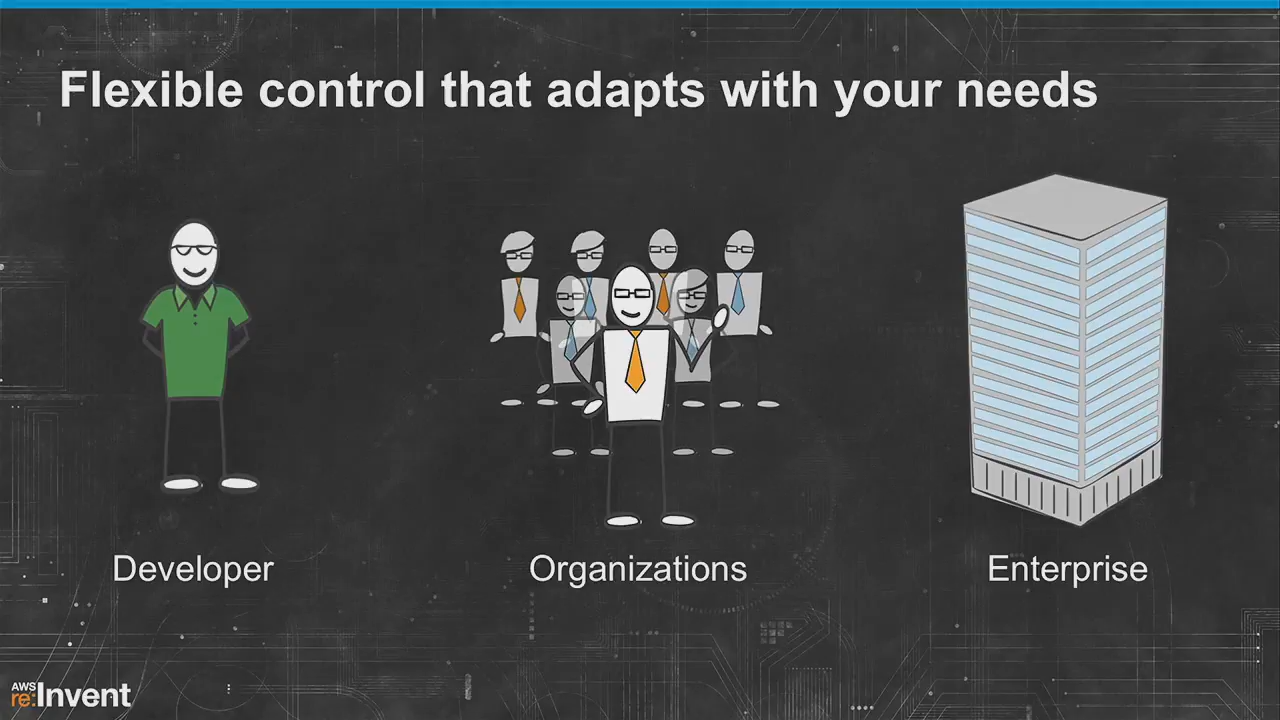 Flexible control that adapts with your needs
Developer
Organizations
Enterprise
AWS
re:Invent